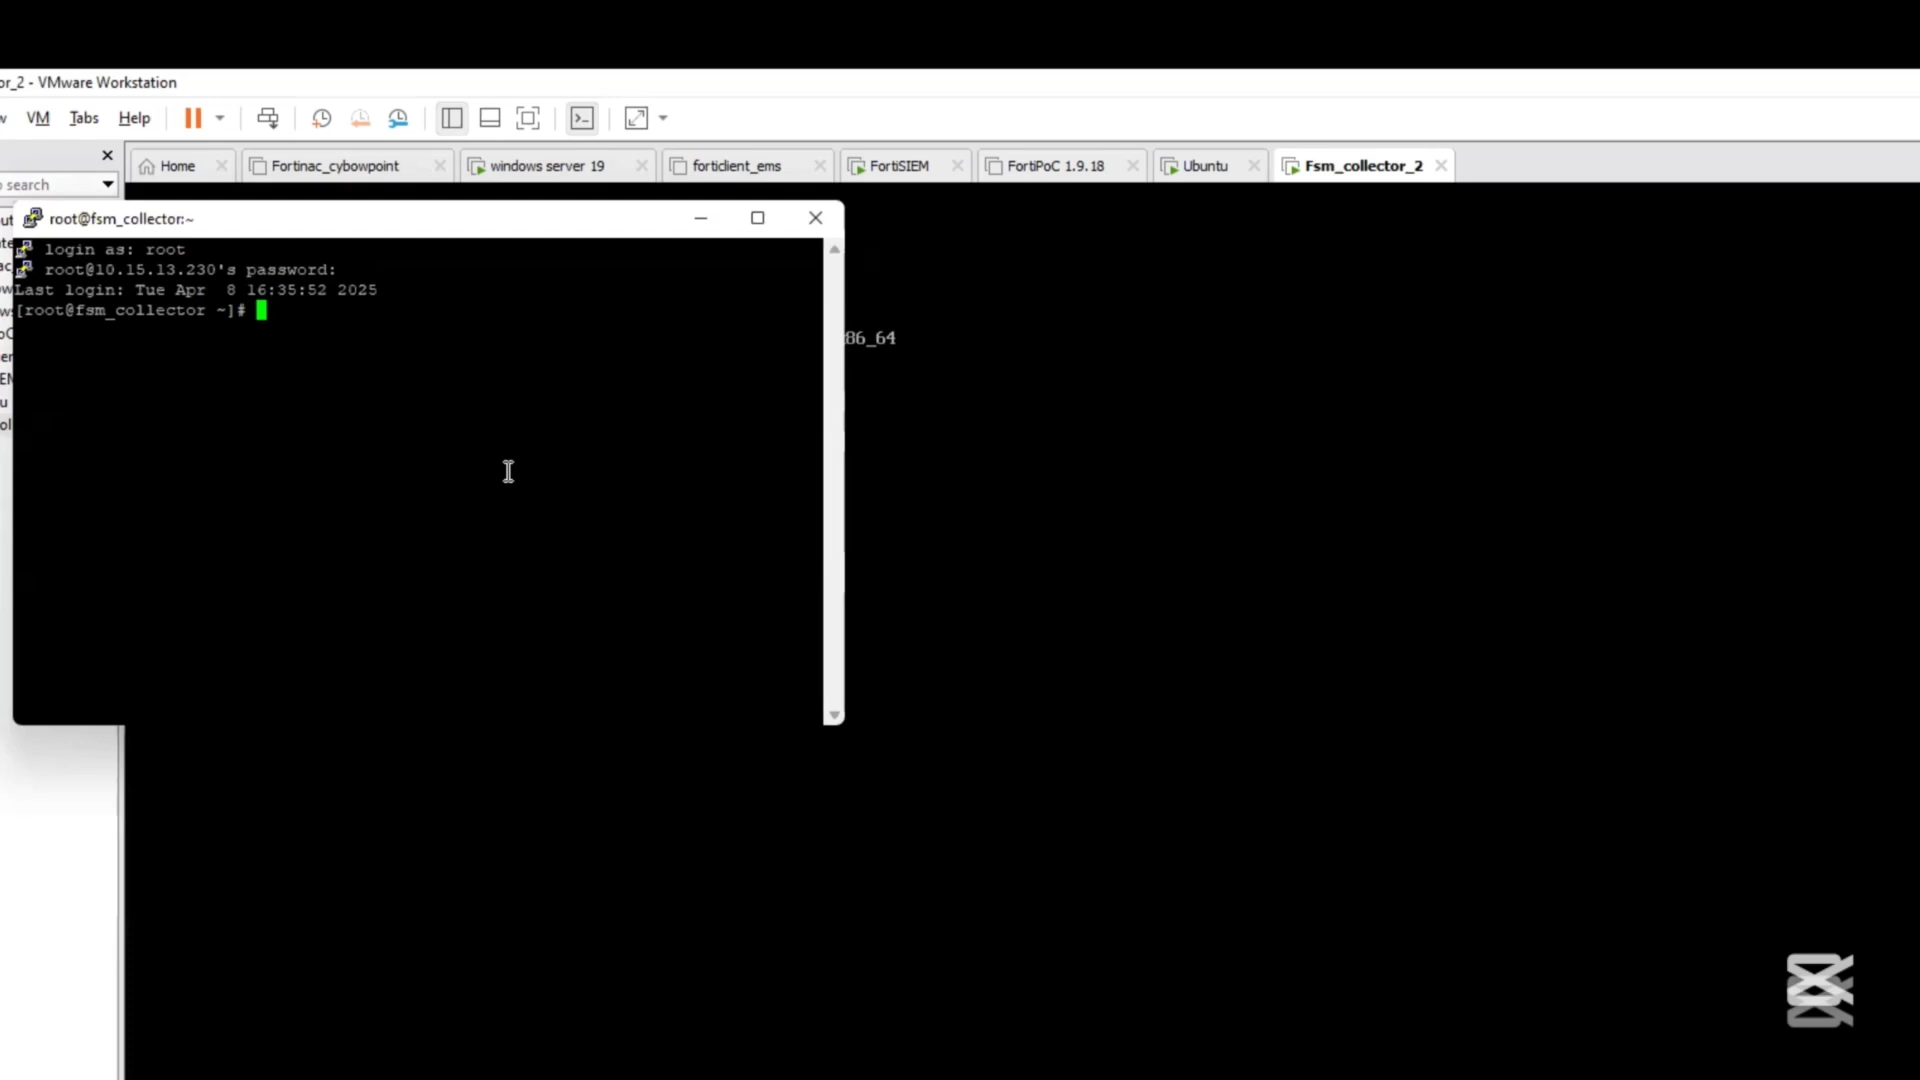 or_2 - VMware Workstation
w VM Tabs Help
Home Fortinac_cybowpoint windows server 19 forticlient_ems FortiSIEM FortiPoC 1.9.18 Ubuntu Fsm_collector_2
search
root@fsm_collector:~
login as: root
root@10.15.13.230's password:
Last login: Tue Apr  8 16:35:52 2025
[root@fsm_collector ~]#
86_64